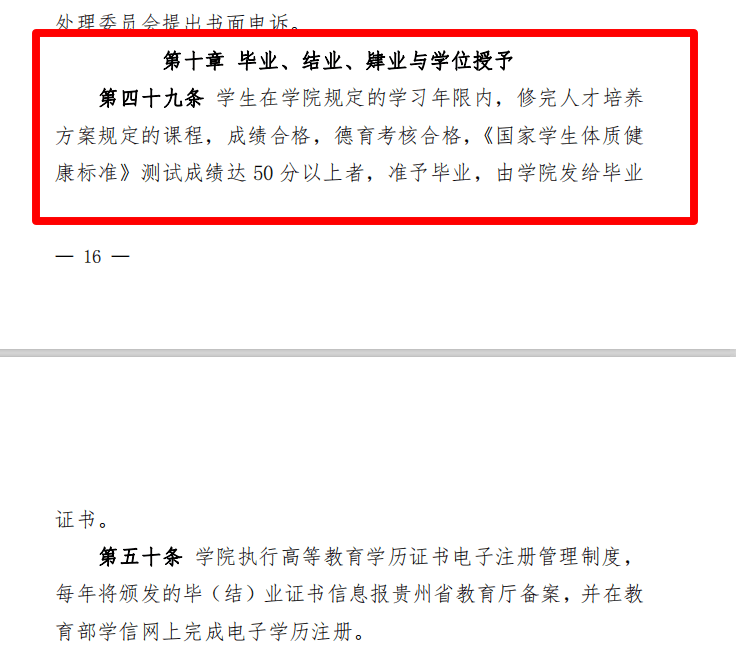 处理委员会提出书面申诉。
第十章 毕业、结业、肄业与学位授予
第四十九条 学生在学院规定的学习年限内，修完人才培养
方案规定的课程，成绩合格，德育考核合格，《国家学生体质健
康标准》测试成绩达 50 分以上者，准予毕业，由学院发给毕业
— 16 —
证书。
第五十条 学院执行高等教育学历证书电子注册管理制度，
每年将颁发的毕（结）业证书信息报贵州省教育厅备案，并在教
育部学信网上完成电子学历注册。